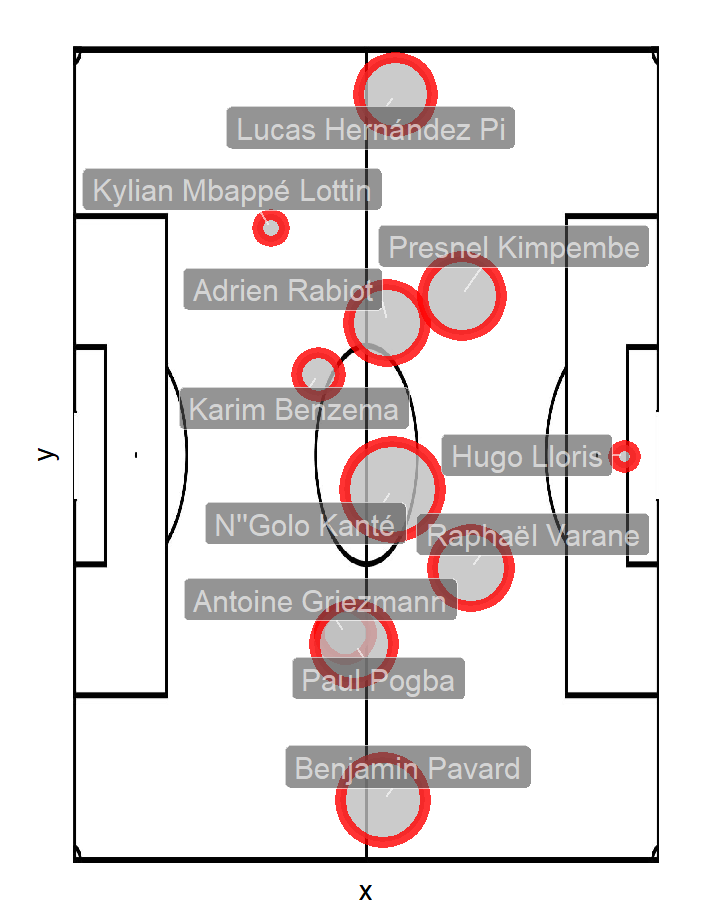 Lucas Hernández Pi
Kylian Mbappé Lottin
Presnel Kimpembe
Adrien Rabiot
Karim Benzema
y
Hugo Lloris
N"Golo Kanté
Raphaël Varane
Antoine Griezmann
Paul Pogba
Benjamin Pavard
x